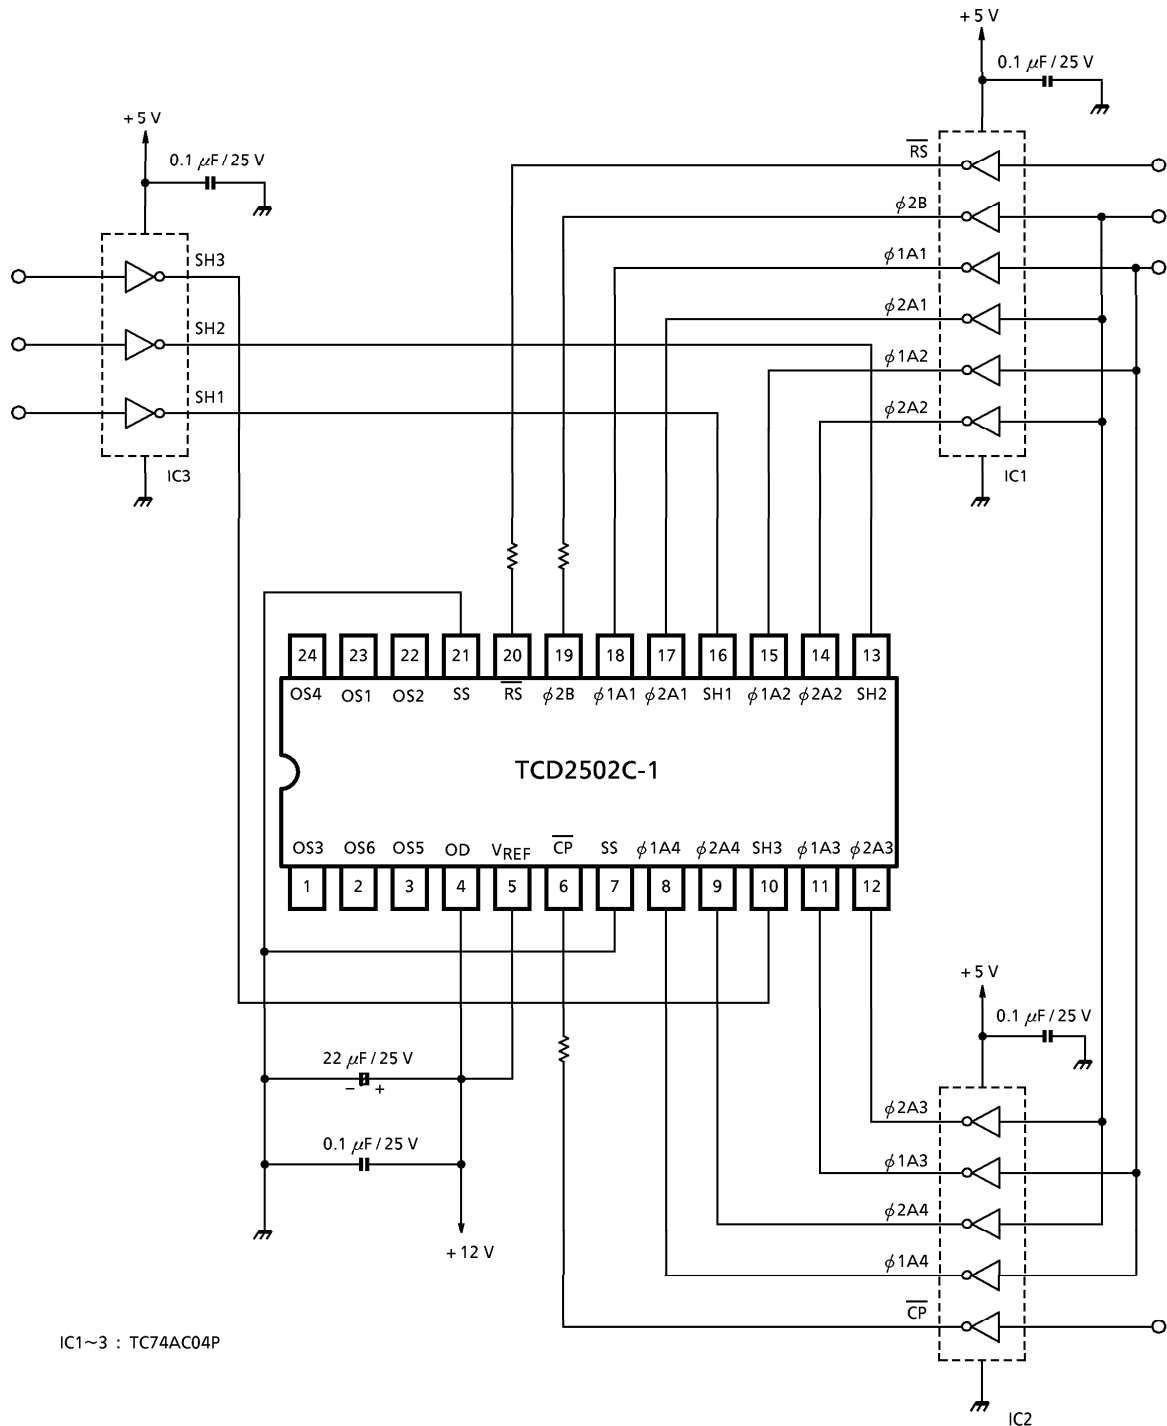 +5 V
0.1 μF/25 V
+5 V
0.1 μF/25 V
RS
ϕ2B
ϕ1A1
ϕ2A1
ϕ1A2
ϕ2A2
IC1
SH3
SH2
SH1
IC3
24 23 22 21 20 19 18 17 16 15 14 13
OS4 OS1 OS2 SS RS ϕ2B ϕ1A1 ϕ2A1 SH1 ϕ1A2 ϕ2A2 SH2
TCD2502C-1
OS3 OS6 OS5 OD VREF CP SS ϕ1A4 ϕ2A4 SH3 ϕ1A3 ϕ2A3
1 2 3 4 5 6 7 8 9 10 11 12
+5 V
0.1 μF/25 V
22 μF/25 V
− +
0.1 μF/25 V
+12 V
ϕ2A3
ϕ1A3
ϕ2A4
ϕ1A4
CP
IC2
IC1~3 : TC74AC04P